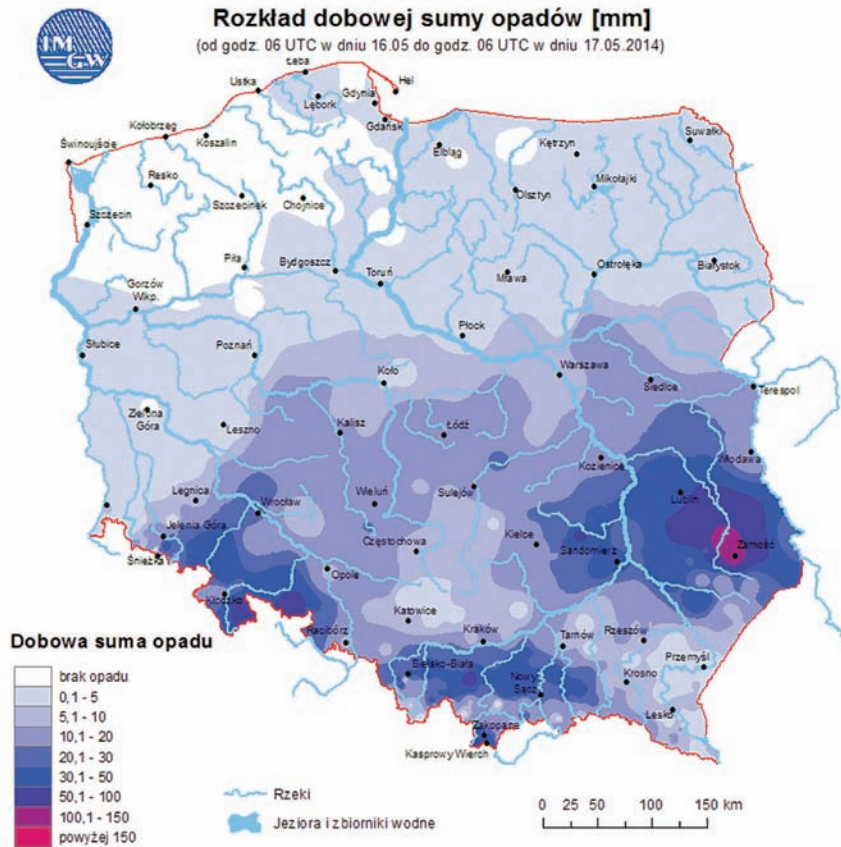 Rozkład dobowej sumy opadów [mm]
(od godz. 06 UTC w dniu 16.05 do godz. 06 UTC w dniu 17.05.2014)
IM
GW
Łeba
Hel
Ustka
Gdynia
Lębork
Gdańsk
Suwałki
Kołobrzeg
Koszalin
Elbląg
Kętrzyn
Świnoujście
Resko
Mikołajki
Szczecinek
Chojnice
Olsztyn
Szczecin
Piła
Bydgoszcz
Toruń
Mława
Ostrołęka
Białystok
Gorzów
Wlkp.
Płock
Słubice
Poznań
Koło
Warszawa
Siedlce
Terespol
Zielona
Góra
Leszno
Kalisz
Łódź
Kozienice
Włodawa
Legnica
Wrocław
Wieluń
Sulejów
Lublin
Jelenia Góra
Częstochowa
Kielce
Sandomierz
Zamość
Śnieżka
Opole
Kłodzko
Katowice
Racibórz
Kraków
Tarnów
Rzeszów
Przemyśl
Bielsko-Biała
Nowy
Sącz
Krosno
Lesko
Zakopane
Kasprowy Wierch
Dobowa suma opadu
brak opadu
0,1 - 5
5,1 - 10
10,1 - 20
20,1 - 30
30,1 - 50
50,1 - 100
100,1 - 150
powyżej 150
Rzeki
Jeziora i zbiorniki wodne
0 25 50 100 150 km